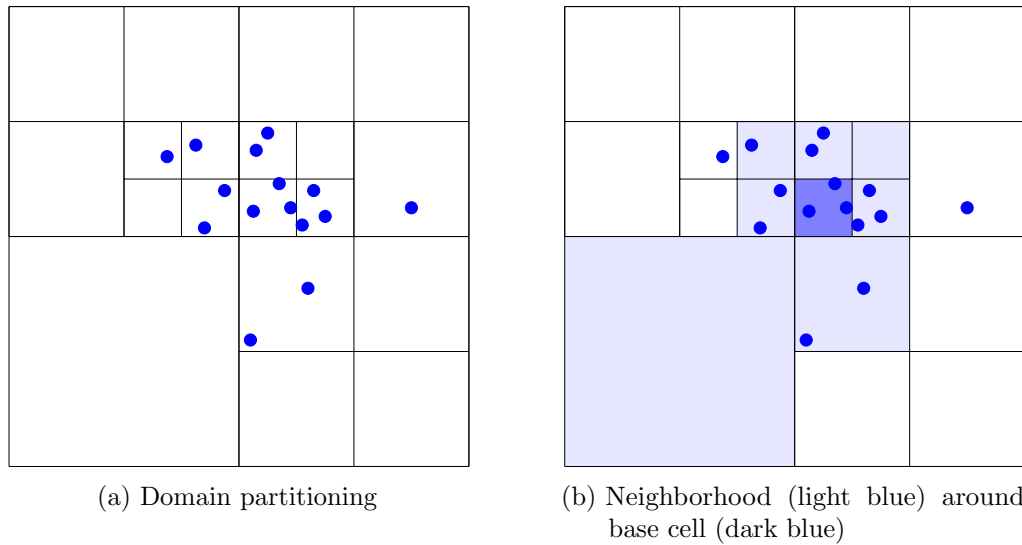 (a) Domain partitioning
(b) Neighborhood (light blue) around
base cell (dark blue)